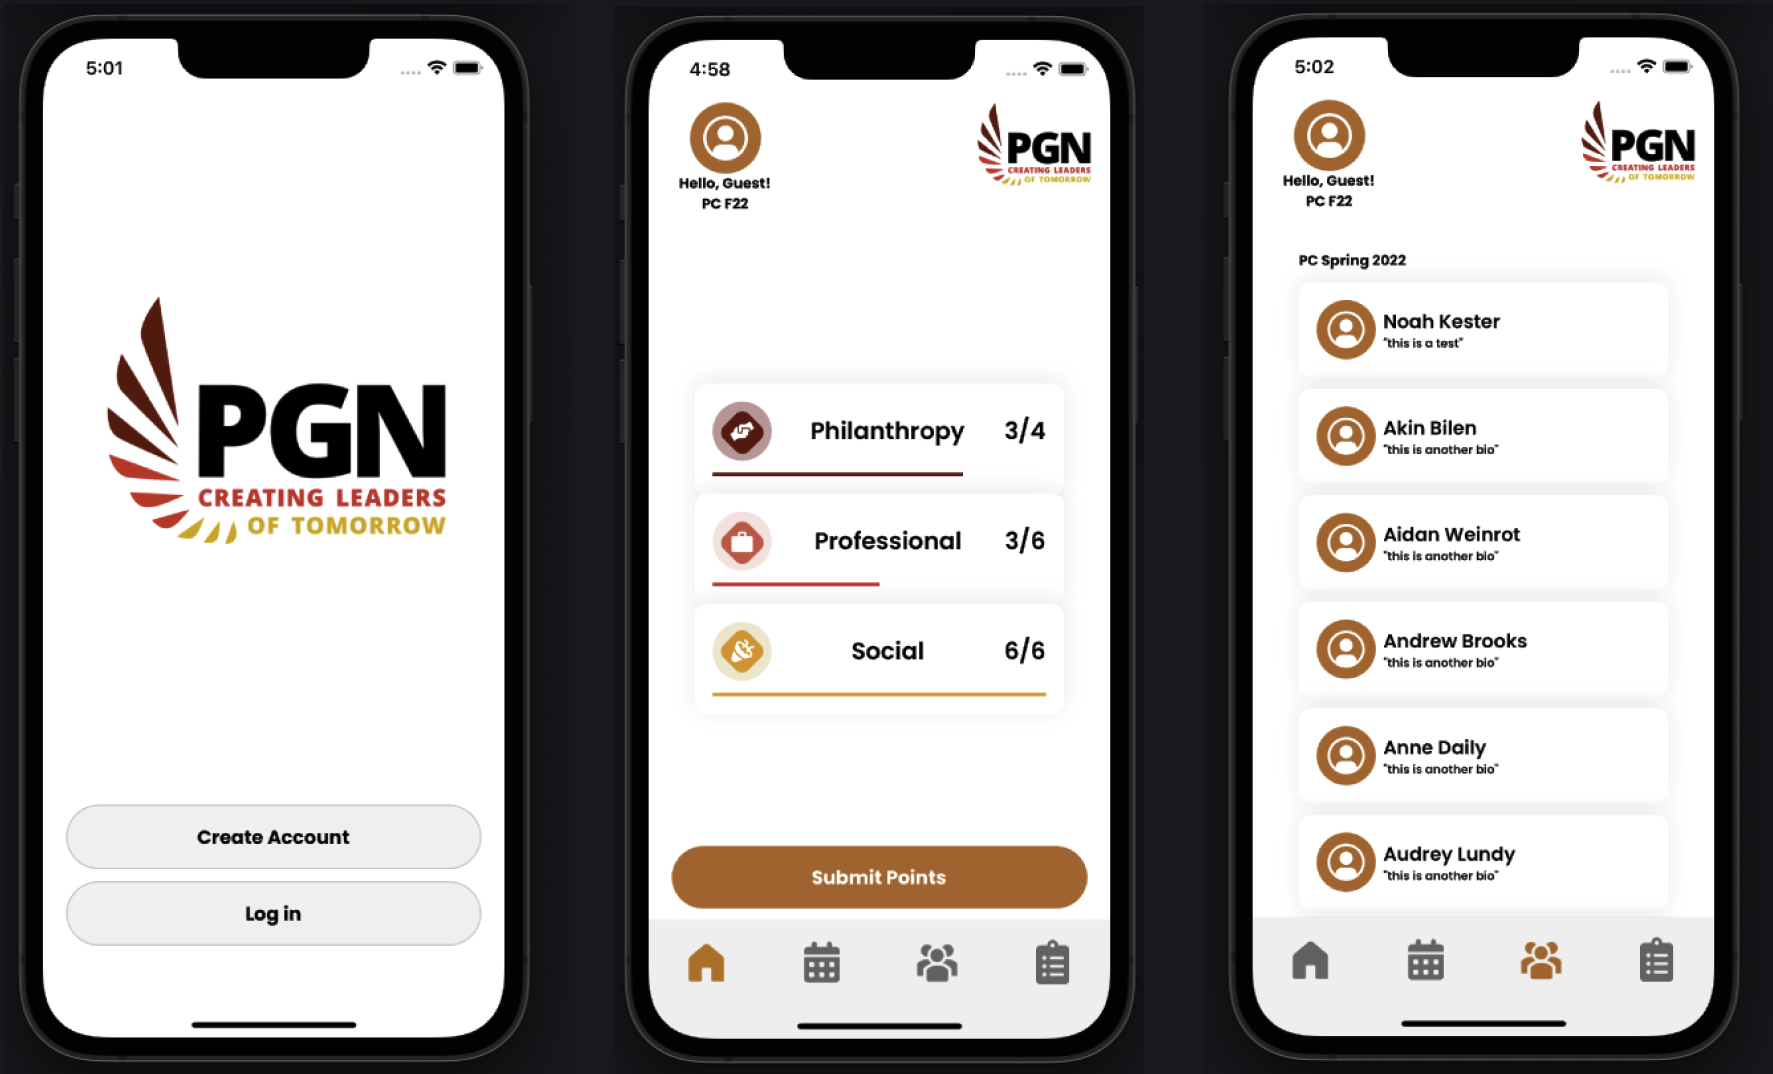 5:01
PGN
CREATING LEADERS
OF TOMORROW
Create Account
Log in
4:58
Hello, Guest!
PC F22
PGN
CREATING LEADERS
OF TOMORROW
Philanthropy 3/4
Professional 3/6
Social 6/6
Submit Points
5:02
Hello, Guest!
PC F22
PGN
CREATING LEADERS
OF TOMORROW
PC Spring 2022
Noah Kester
"this is a test"
Akin Bilen
"this is another bio"
Aidan Weinrot
"this is another bio"
Andrew Brooks
"this is another bio"
Anne Daily
"this is another bio"
Audrey Lundy
"this is another bio"